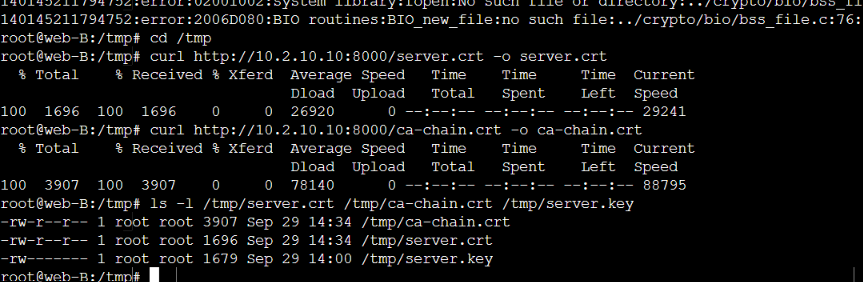 140145211794752:error:02001002:system library:fopen:No such file or directory:../crypto/bio/bss_fi
140145211794752:error:2006D080:BIO routines:BIO_new_file:no such file:../crypto/bio/bss_file.c:76:
root@web-B:/tmp# cd /tmp
root@web-B:/tmp# curl http://10.2.10.10:8000/server.crt -o server.crt
  % Total    % Received % Xferd  Average Speed   Time    Time     Time  Current
                                 Dload  Upload   Total   Spent    Left  Speed
100  1696  100  1696    0     0  26920      0 --:--:-- --:--:-- --:--:-- 29241
root@web-B:/tmp# curl http://10.2.10.10:8000/ca-chain.crt -o ca-chain.crt
  % Total    % Received % Xferd  Average Speed   Time    Time     Time  Current
                                 Dload  Upload   Total   Spent    Left  Speed
100  3907  100  3907    0     0  78140      0 --:--:-- --:--:-- --:--:-- 88795
root@web-B:/tmp# ls -l /tmp/server.crt /tmp/ca-chain.crt /tmp/server.key
-rw-r--r-- 1 root root 3907 Sep 29 14:34 /tmp/ca-chain.crt
-rw-r--r-- 1 root root 1696 Sep 29 14:34 /tmp/server.crt
-rw------- 1 root root 1679 Sep 29 14:00 /tmp/server.key
root@web-B:/tmp#